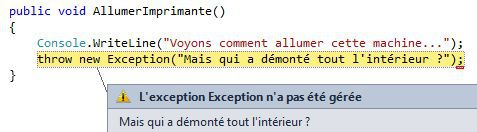 public void AllumerImprimante()
{
Console.WriteLine("Voyons comment allumer cette machine...");
throw new Exception("Mais qui a démonté tout l'intérieur ?");
}
L'exception Exception n'a pas été gérée
Mais qui a démonté tout l'intérieur ?